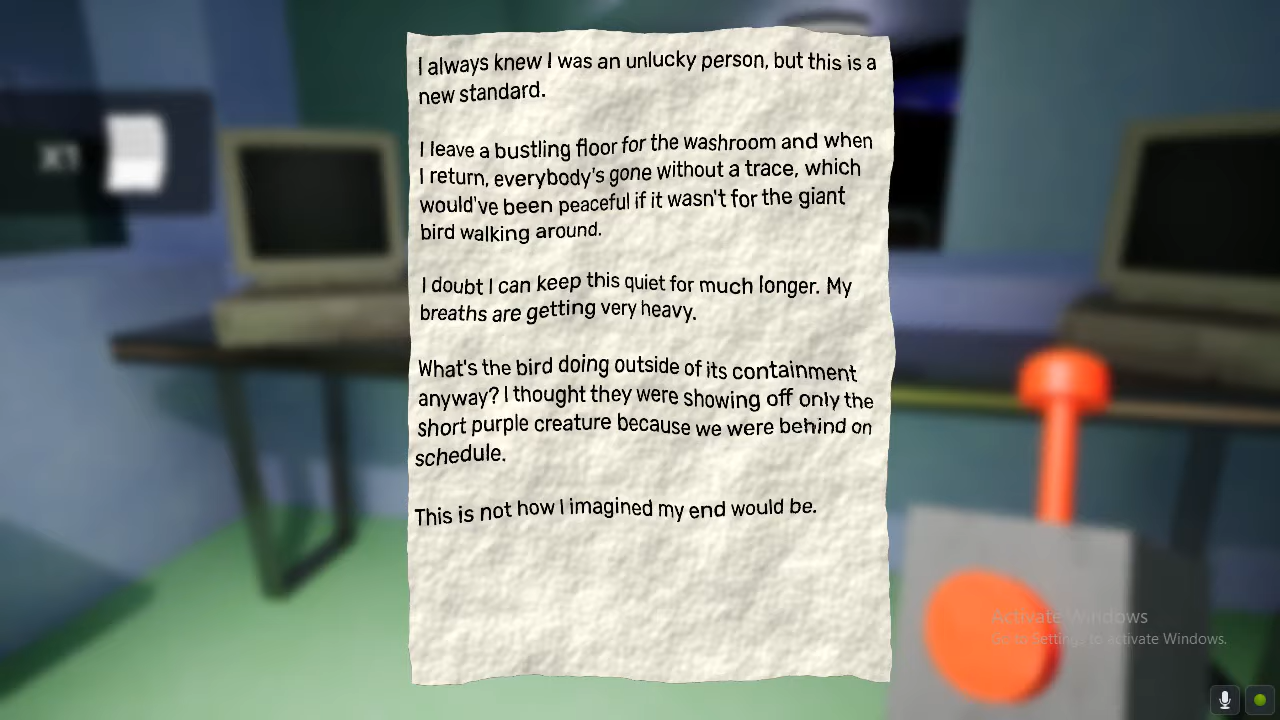 I always knew I was an unlucky person, but this is a
new standard.
I leave a bustling floor for the washroom and when
I return, everybody's gone without a trace, which
would've been peaceful if it wasn't for the giant
bird walking around.
I doubt I can keep this quiet for much longer. My
breaths are getting very heavy.
What's the bird doing outside of its containment
anyway? I thought they were showing off only the
short purple creature because we were behind on
schedule.
This is not how I imagined my end would be.
X1
Activate Windows
Go to Settings to activate Windows.